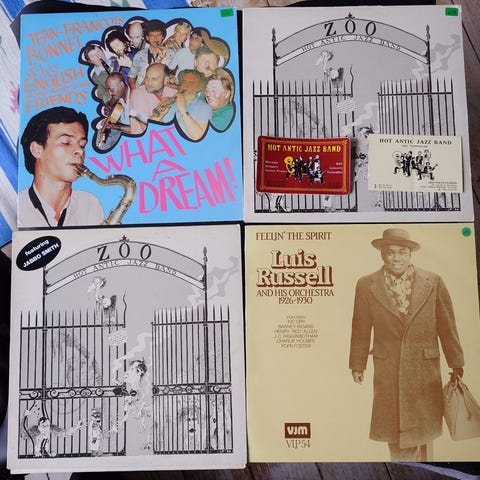 JEAN-FRANÇOIS
BONNEL
& his
ENGLISH
FRIENDS
WHAT
A
DREAM!
ZOO
HOT ANTIC JAZZ BAND
HOT ANTIC JAZZ BAND
HOT ANTIC JAZZ BAND
featuring
JABBO SMITH
ZOO
HOT ANTIC JAZZ BAND
FEELIN' THE SPIRIT
Luis
Russell
AND HIS ORCHESTRA
1926-1930
FEATURING
KID ORY
BARNEY BIGARD
HENRY 'RED' ALLEN
J.C. HIGGINBOTHAM
CHARLIE HOLMES
POPS FOSTER
VJM
VLP 54